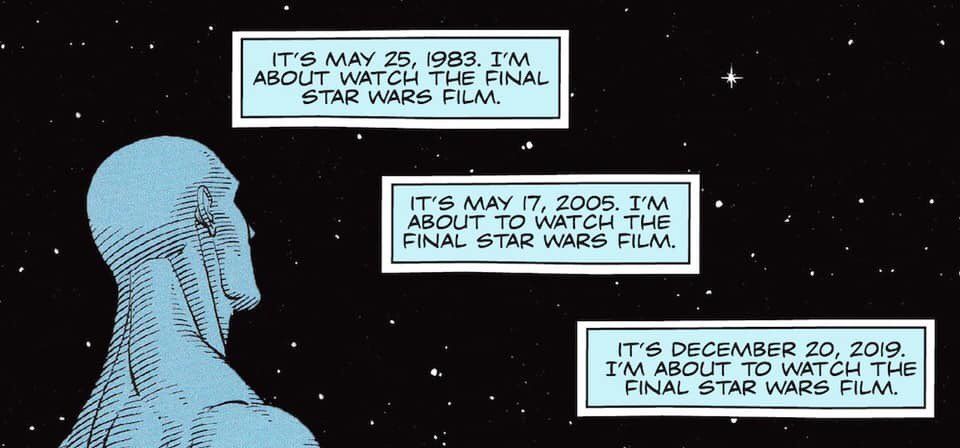 IT'S MAY 25, 1983. I'M
ABOUT WATCH THE FINAL
STAR WARS FILM.
IT'S MAY 17, 2005. I'M
ABOUT TO WATCH THE
FINAL STAR WARS FILM.
IT'S DECEMBER 20, 2019.
I'M ABOUT TO WATCH THE
FINAL STAR WARS FILM.